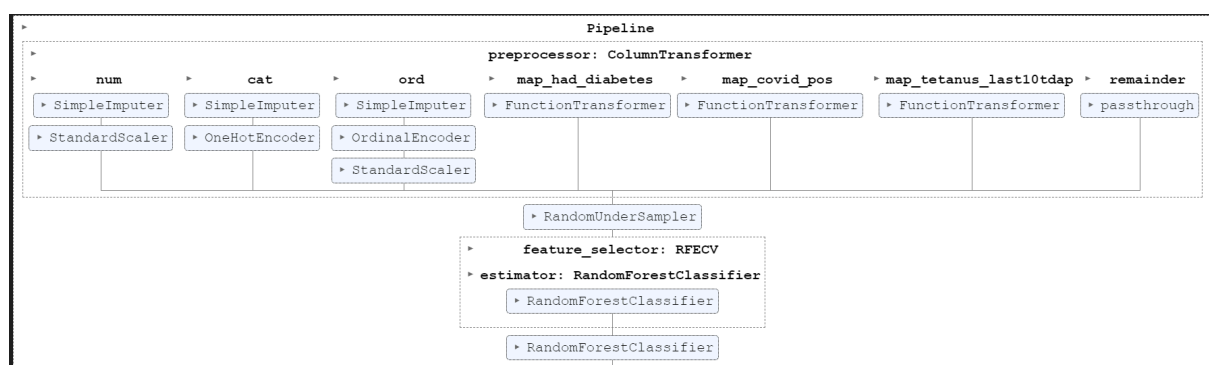 Pipeline
preprocessor: ColumnTransformer
num cat ord map_had_diabetes map_covid_pos map_tetanus_last10tdap remainder
SimpleImputer SimpleImputer SimpleImputer FunctionTransformer FunctionTransformer FunctionTransformer passthrough
StandardScaler OneHotEncoder OrdinalEncoder
StandardScaler
RandomUnderSampler
feature_selector: RFECV
estimator: RandomForestClassifier
RandomForestClassifier
RandomForestClassifier